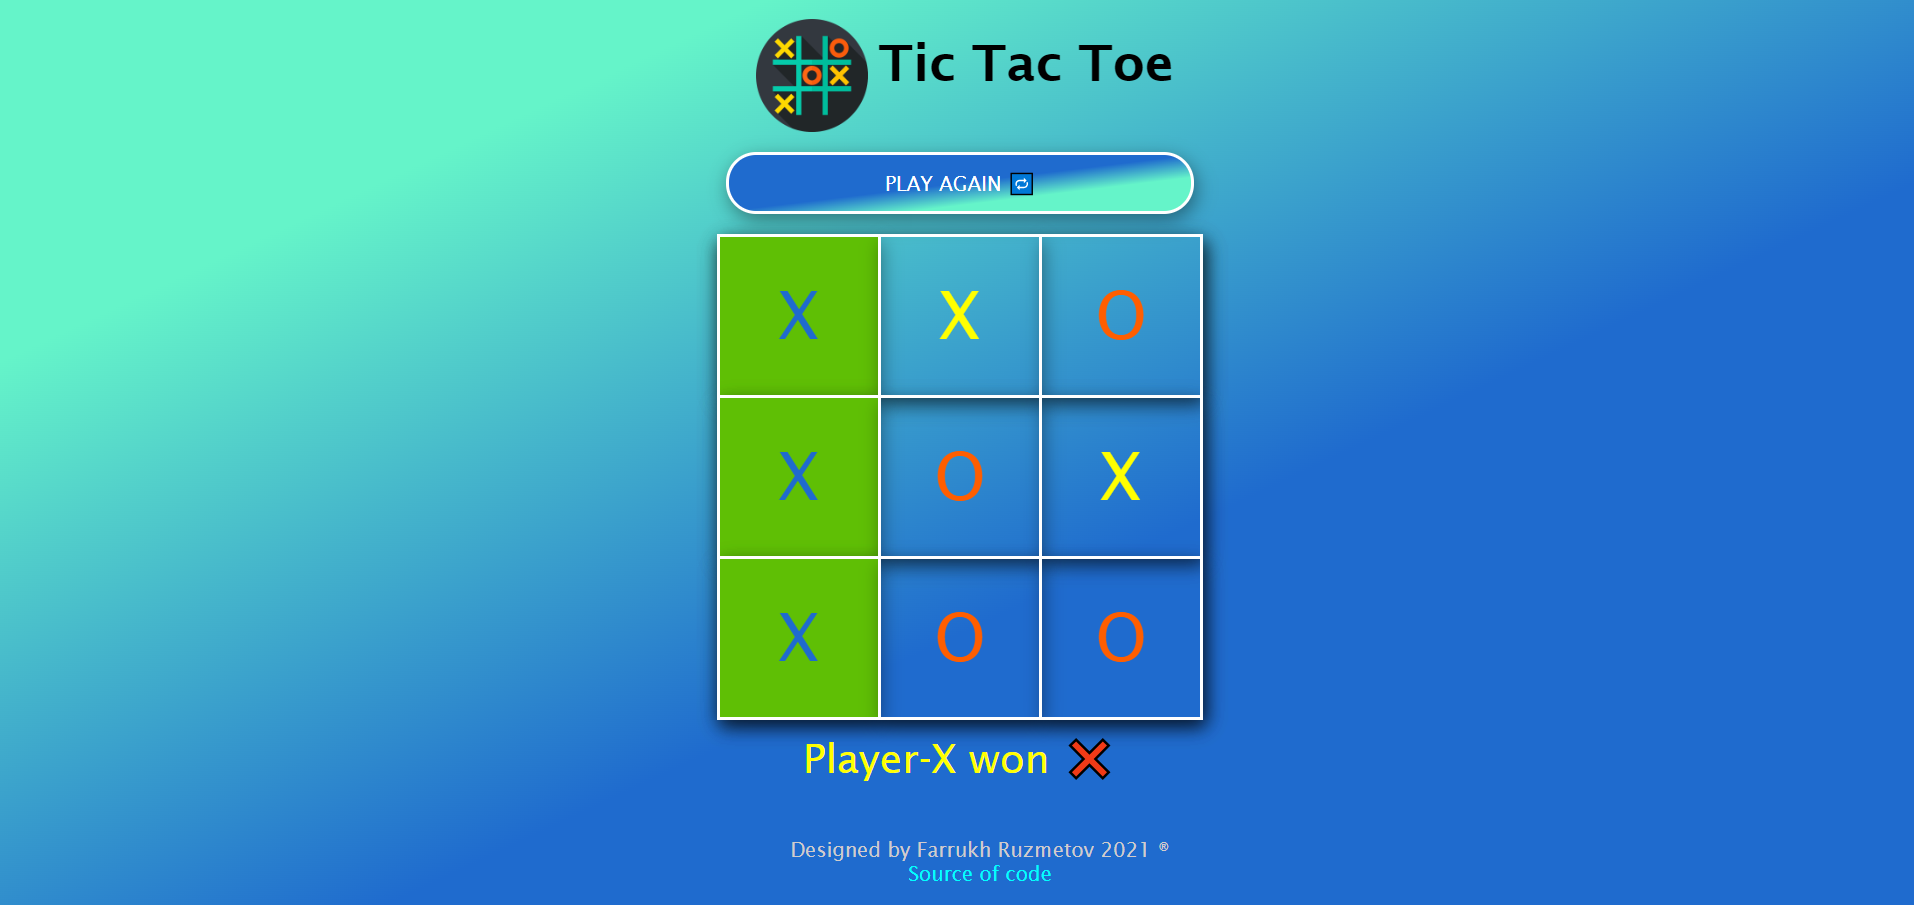 Tic Tac Toe
PLAY AGAIN 🔁
X X O
X O X
X O O
Player-X won ❌
Designed by Farrukh Ruzmetov 2021 ®
Source of code